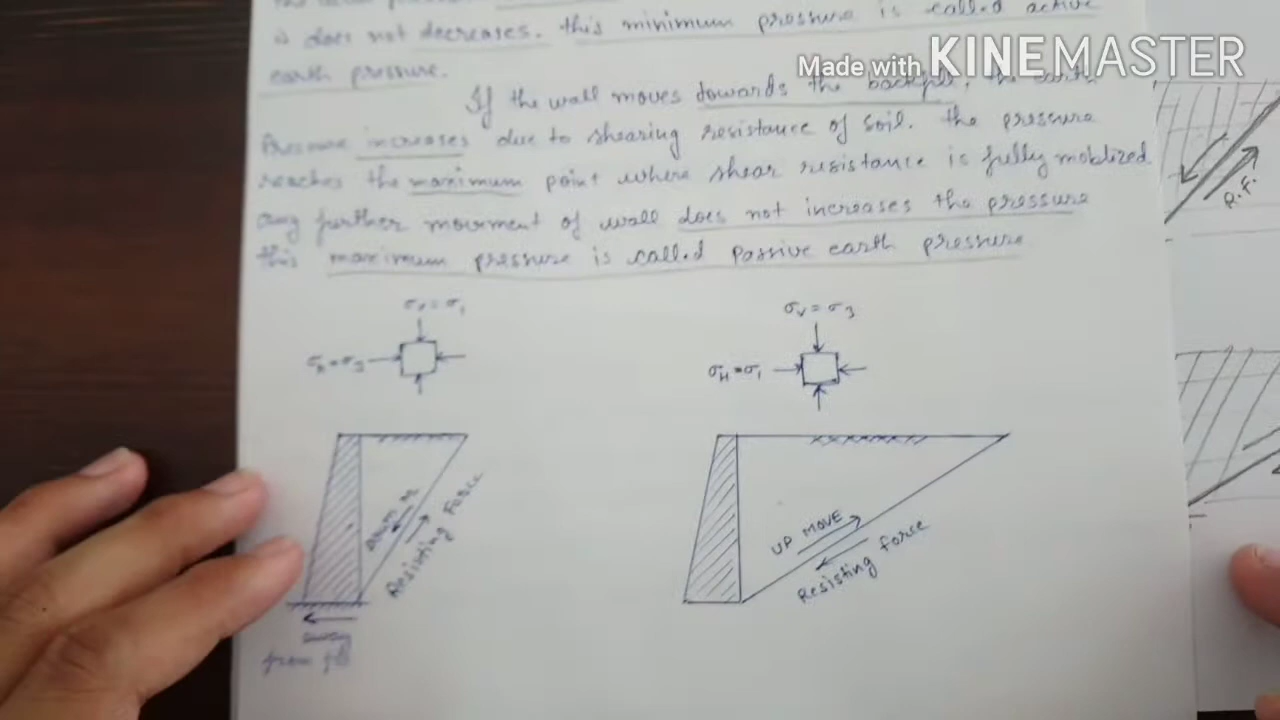 is does not decreases. this minimum pressure is called active
earth pressure.
Made with KINEMASTER
If the wall moves towards the backfill, the earth
Pressure increases due to shearing resistance of soil. the pressure
reaches the maximum point where shear resistance is fully moblized
any further movement of wall does not increases the pressure
this maximum pressure is called Passive earth pressure
σv = σ1
σv = σ3
σH = σ3
σH = σ1
R.F.
Resisting Force
UP MOVE
Resisting force
away
from